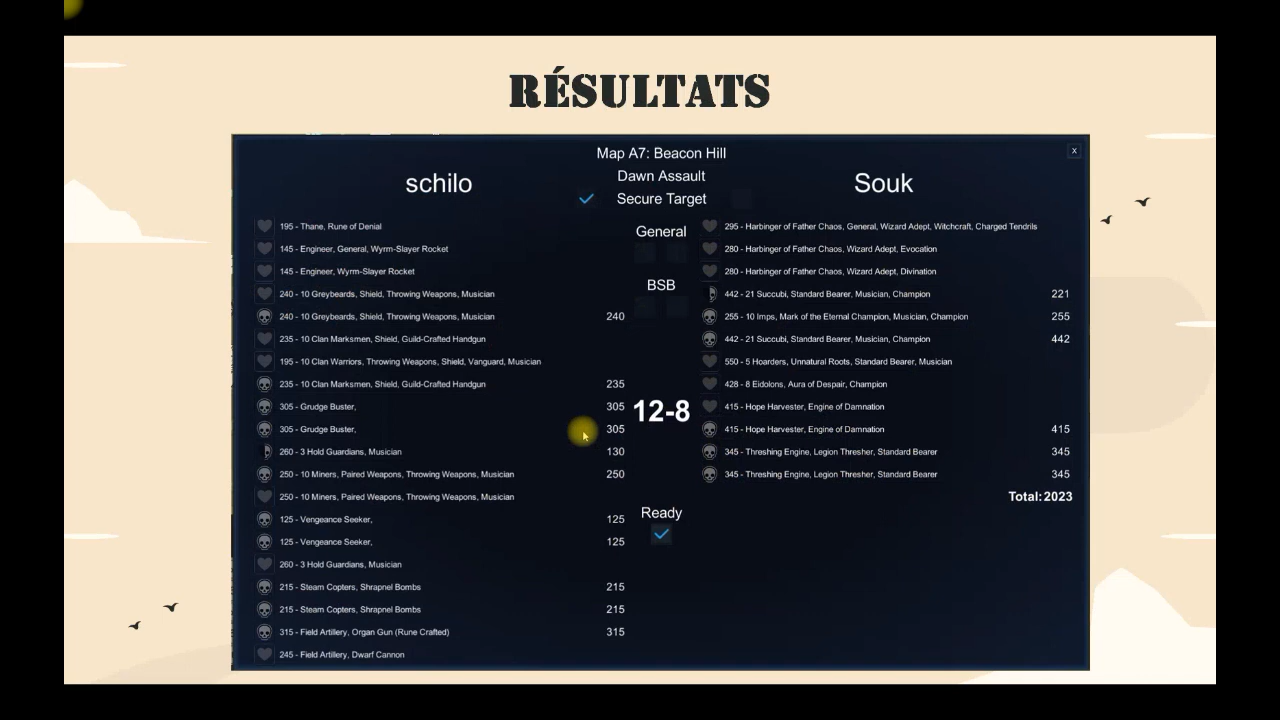 RÉSULTATS
Map A7: Beacon Hill
x
schilo
Dawn Assault
Souk
Secure Target
General
BSB
12-8
Ready
195 - Thane, Rune of Denial
145 - Engineer, General, Wyrm-Slayer Rocket
145 - Engineer, Wyrm-Slayer Rocket
240 - 10 Greybeards, Shield, Throwing Weapons, Musician
240 - 10 Greybeards, Shield, Throwing Weapons, Musician 240
235 - 10 Clan Marksmen, Shield, Guild-Crafted Handgun
195 - 10 Clan Warriors, Throwing Weapons, Shield, Vanguard, Musician
235 - 10 Clan Marksmen, Shield, Guild-Crafted Handgun 235
305 - Grudge Buster, 305
305 - Grudge Buster, 305
260 - 3 Hold Guardians, Musician 130
250 - 10 Miners, Paired Weapons, Throwing Weapons, Musician 250
250 - 10 Miners, Paired Weapons, Throwing Weapons, Musician
125 - Vengeance Seeker, 125
125 - Vengeance Seeker, 125
260 - 3 Hold Guardians, Musician
215 - Steam Copters, Shrapnel Bombs 215
215 - Steam Copters, Shrapnel Bombs 215
315 - Field Artillery, Organ Gun (Rune Crafted) 315
245 - Field Artillery, Dwarf Cannon
295 - Harbinger of Father Chaos, General, Wizard Adept, Witchcraft, Charged Tendrils
280 - Harbinger of Father Chaos, Wizard Adept, Evocation
280 - Harbinger of Father Chaos, Wizard Adept, Divination
442 - 21 Succubi, Standard Bearer, Musician, Champion 221
255 - 10 Imps, Mark of the Eternal Champion, Musician, Champion 255
442 - 21 Succubi, Standard Bearer, Musician, Champion 442
550 - 5 Hoarders, Unnatural Roots, Standard Bearer, Musician
428 - 8 Eidolons, Aura of Despair, Champion
415 - Hope Harvester, Engine of Damnation
415 - Hope Harvester, Engine of Damnation 415
345 - Threshing Engine, Legion Thresher, Standard Bearer 345
345 - Threshing Engine, Legion Thresher, Standard Bearer 345
Total:2023